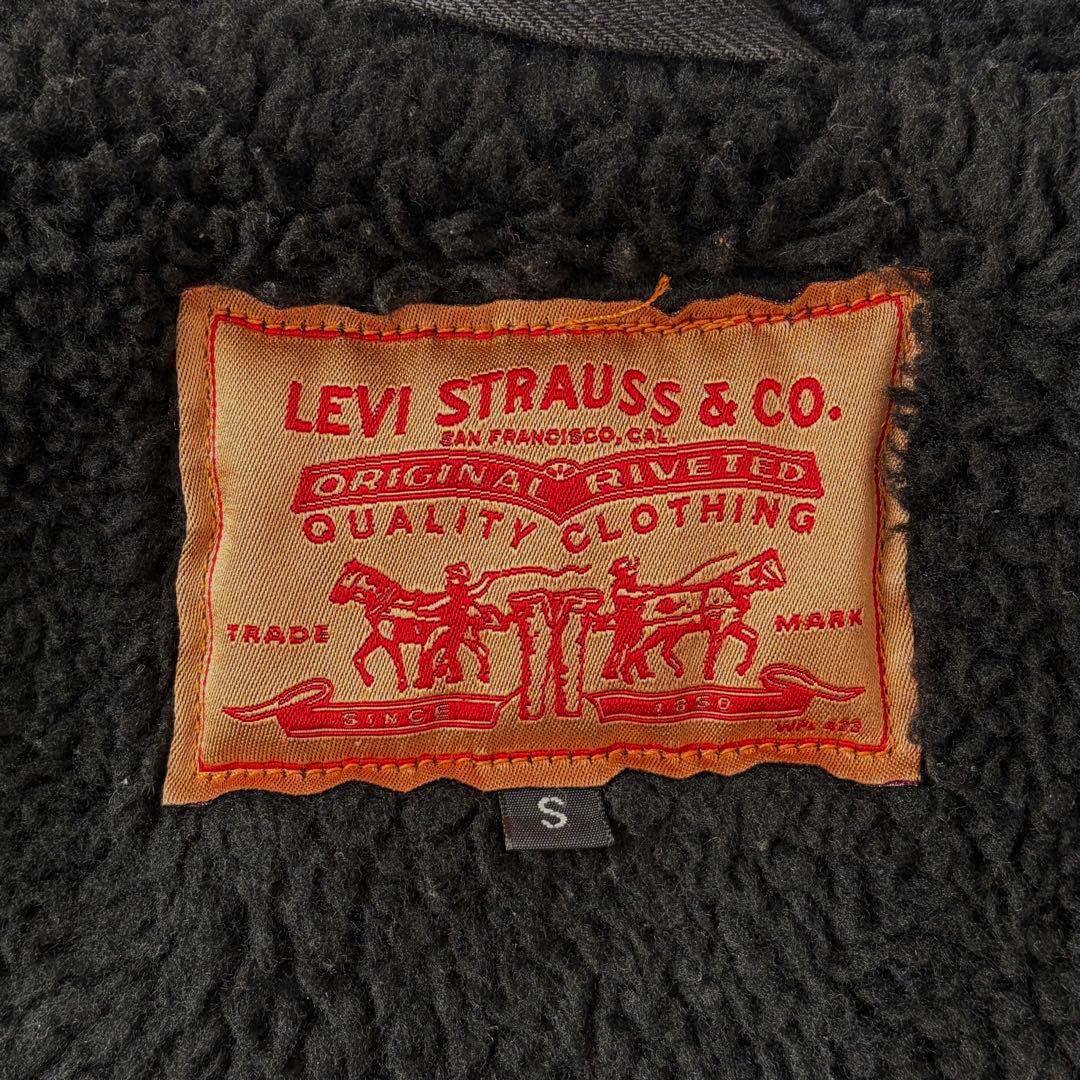 LEVI STRAUSS & CO.
SAN FRANCISCO, CAL.
ORIGINAL RIVETED
QUALITY CLOTHING
TRADE MARK
SINCE 1850
S